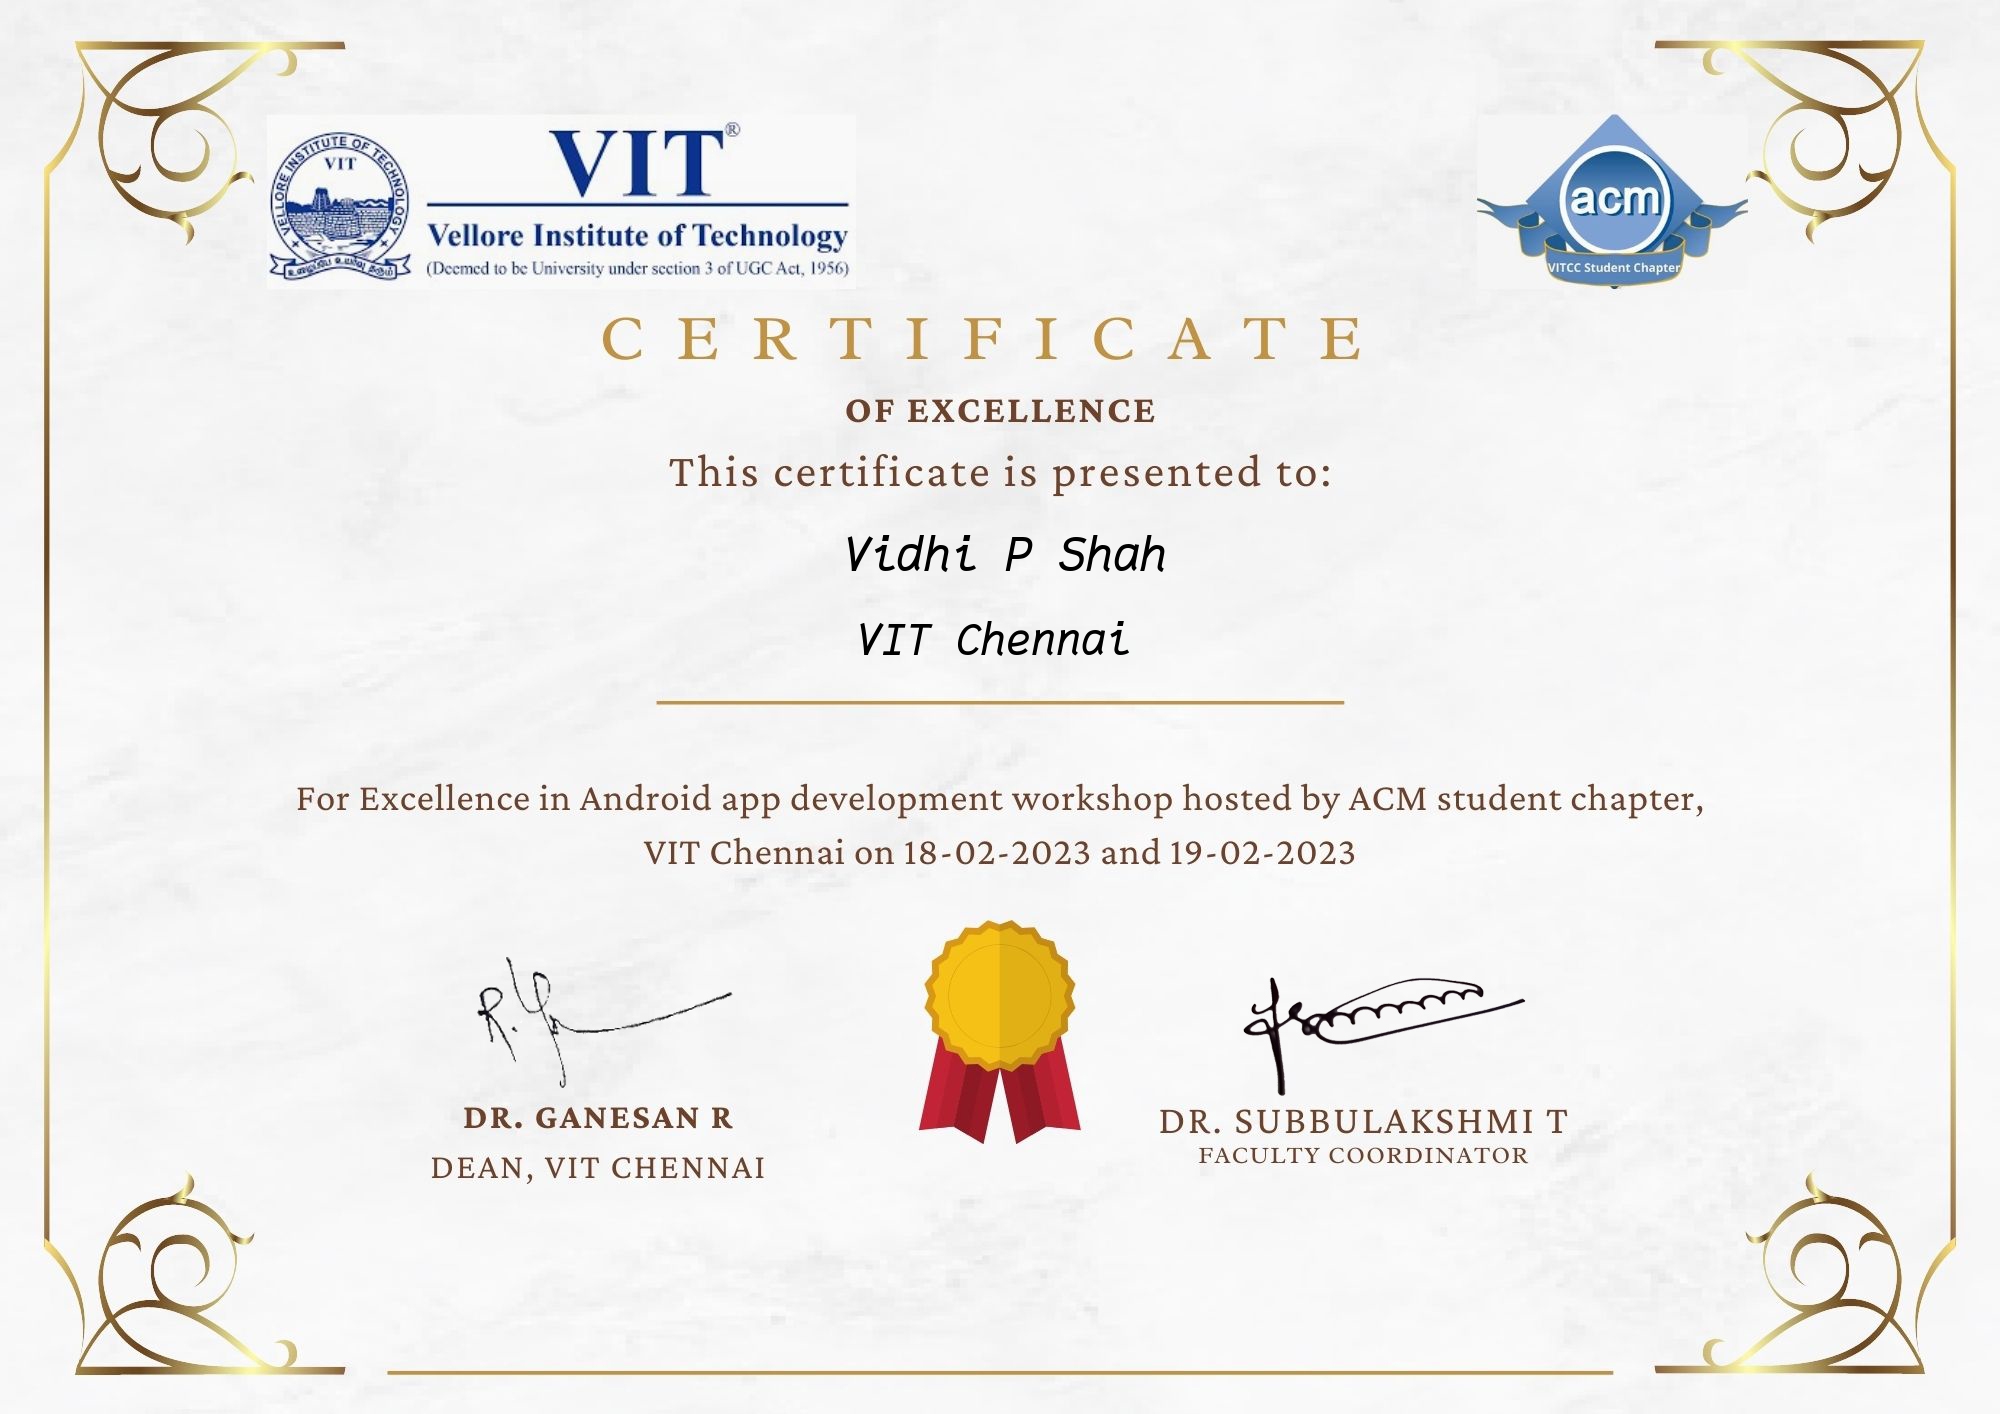 VELLORE INSTITUTE OF TECHNOLOGY
VIT
VIT®
Vellore Institute of Technology
(Deemed to be University under section 3 of UGC Act, 1956)
acm
VITCC Student Chapter
CERTIFICATE
OF EXCELLENCE
This certificate is presented to:
Vidhi P Shah
VIT Chennai
For Excellence in Android app development workshop hosted by ACM student chapter,
VIT Chennai on 18-02-2023 and 19-02-2023
DR. GANESAN R
DEAN, VIT CHENNAI
DR. SUBBULAKSHMI T
FACULTY COORDINATOR